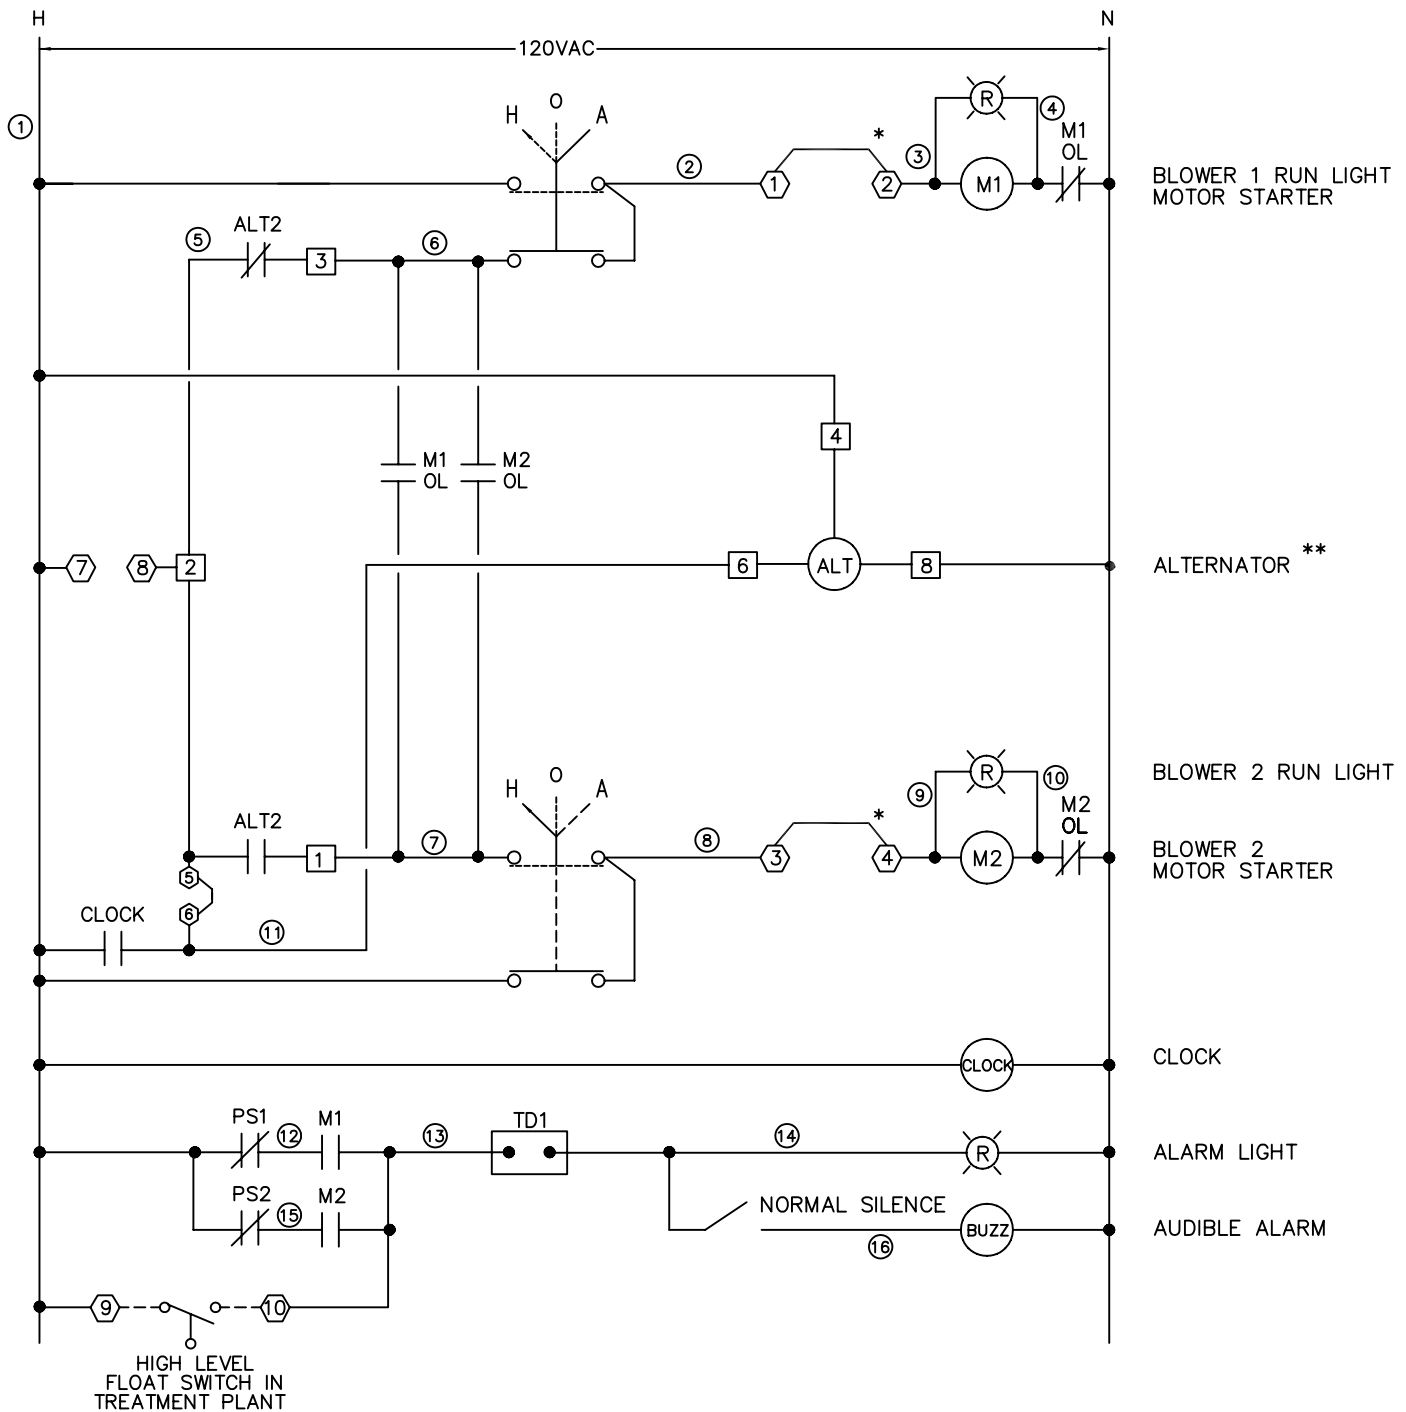 H N
120VAC
1
H O A
R
4
M1
OL
*
2
1
2
3
M1
BLOWER 1 RUN LIGHT
MOTOR STARTER
5
ALT2
3
6
4
M1
OL
M2
OL
7
8
2
6
ALT
8
ALTERNATOR **
H O A
R
9
10
M2
OL
*
BLOWER 2 RUN LIGHT
ALT2
1
7
8
3
4
M2
BLOWER 2
MOTOR STARTER
5
6
CLOCK
11
CLOCK
CLOCK
PS1
12
M1
13
TD1
14
R
ALARM LIGHT
PS2
15
M2
NORMAL SILENCE
16
BUZZ
AUDIBLE ALARM
9
10
HIGH LEVEL
FLOAT SWITCH IN
TREATMENT PLANT